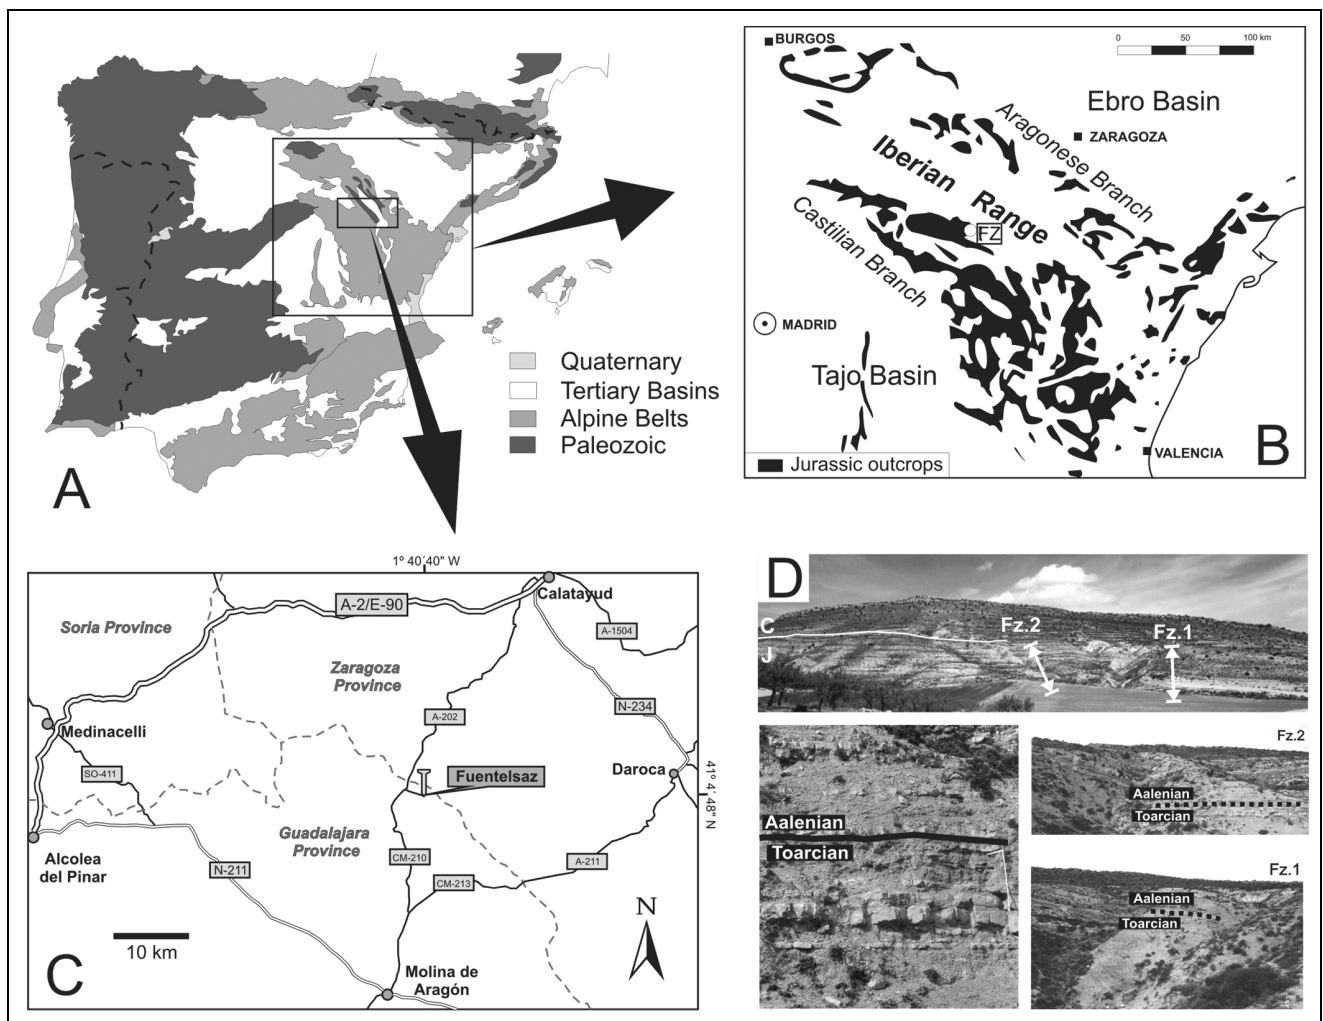 Quaternary
Tertiary Basins
Alpine Belts
Paleozoic
A
BURGOS
0 50 100 km
Ebro Basin
ZARAGOZA
Aragonese Branch
Iberian Range
FZ
Castilian Branch
MADRID
Tajo Basin
VALENCIA
Jurassic outcrops
B
1º 40'40" W
Calatayud
A-2/E-90
A-1504
Soria Province
Zaragoza
Province
N-234
A-202
Medinacelli
SO-411
Daroca
Fuentelsaz
41º 4'48" N
Guadalajara
Province
Alcolea
del Pinar
N-211
CM-210
A-211
CM-213
10 km
N
Molina de
Aragón
C
D
C
J
Fz.2
Fz.1
Aalenian
Toarcian
Fz.2
Aalenian
Toarcian
Fz.1
Aalenian
Toarcian